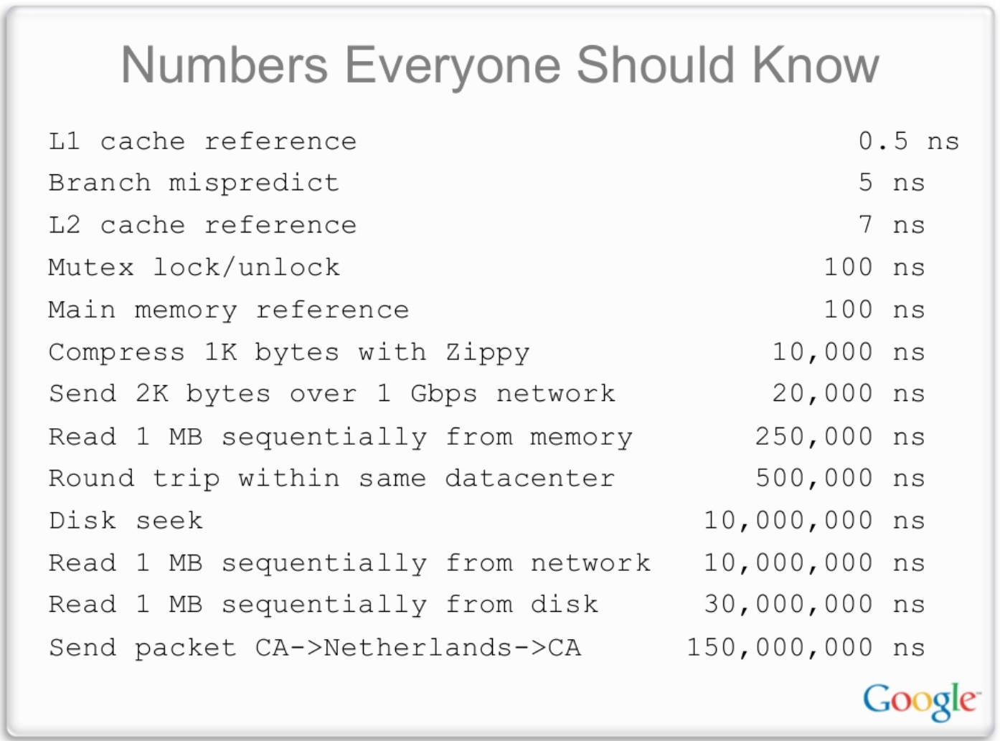 Numbers Everyone Should Know
L1 cache reference 0.5 ns
Branch mispredict 5 ns
L2 cache reference 7 ns
Mutex lock/unlock 100 ns
Main memory reference 100 ns
Compress 1K bytes with Zippy 10,000 ns
Send 2K bytes over 1 Gbps network 20,000 ns
Read 1 MB sequentially from memory 250,000 ns
Round trip within same datacenter 500,000 ns
Disk seek 10,000,000 ns
Read 1 MB sequentially from network 10,000,000 ns
Read 1 MB sequentially from disk 30,000,000 ns
Send packet CA->Netherlands->CA 150,000,000 ns
Google™